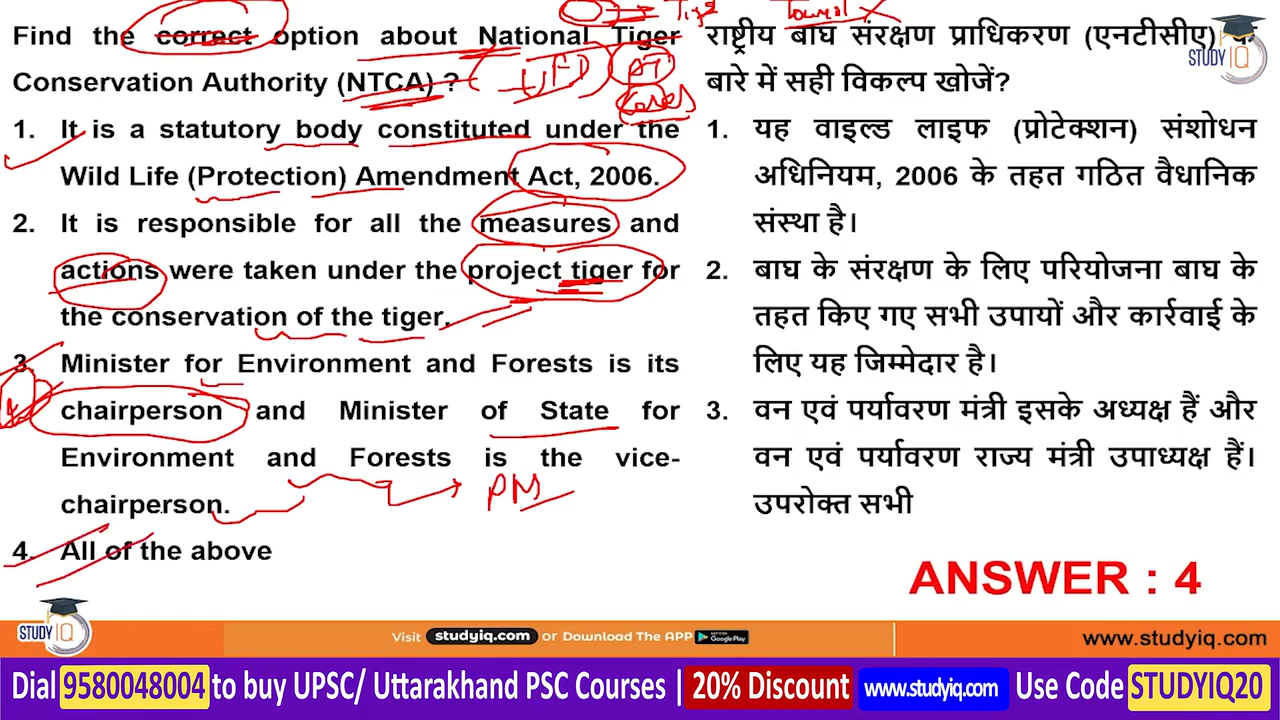 Find the correct option about National Tiger
Conservation Authority (NTCA) ?
1. It is a statutory body constituted under the
Wild Life (Protection) Amendment Act, 2006.
2. It is responsible for all the measures and
actions were taken under the project tiger for
the conservation of the tiger.
3. Minister for Environment and Forests is its
chairperson and Minister of State for
Environment and Forests is the vice-
chairperson.
PM
4. All of the above
राष्ट्रीय बाघ संरक्षण प्राधिकरण (एनटीसीए) के
बारे में सही विकल्प खोजें?
1. यह वाइल्ड लाइफ (प्रोटेक्शन) संशोधन
अधिनियम, 2006 के तहत गठित वैधानिक
संस्था है।
2. बाघ के संरक्षण के लिए परियोजना बाघ के
तहत किए गए सभी उपायों और कार्रवाई के
लिए यह जिम्मेदार है।
3. वन एवं पर्यावरण मंत्री इसके अध्यक्ष हैं और
वन एवं पर्यावरण राज्य मंत्री उपाध्यक्ष हैं।
उपरोक्त सभी
ANSWER : 4
STUDY IQ
STUDY IQ
Visit studyiq.com or Download The APP Google Play
www.studyiq.com
Dial 9580048004 to buy UPSC/ Uttarakhand PSC Courses | 20% Discount www.studyiq.com Use Code STUDYIQ20